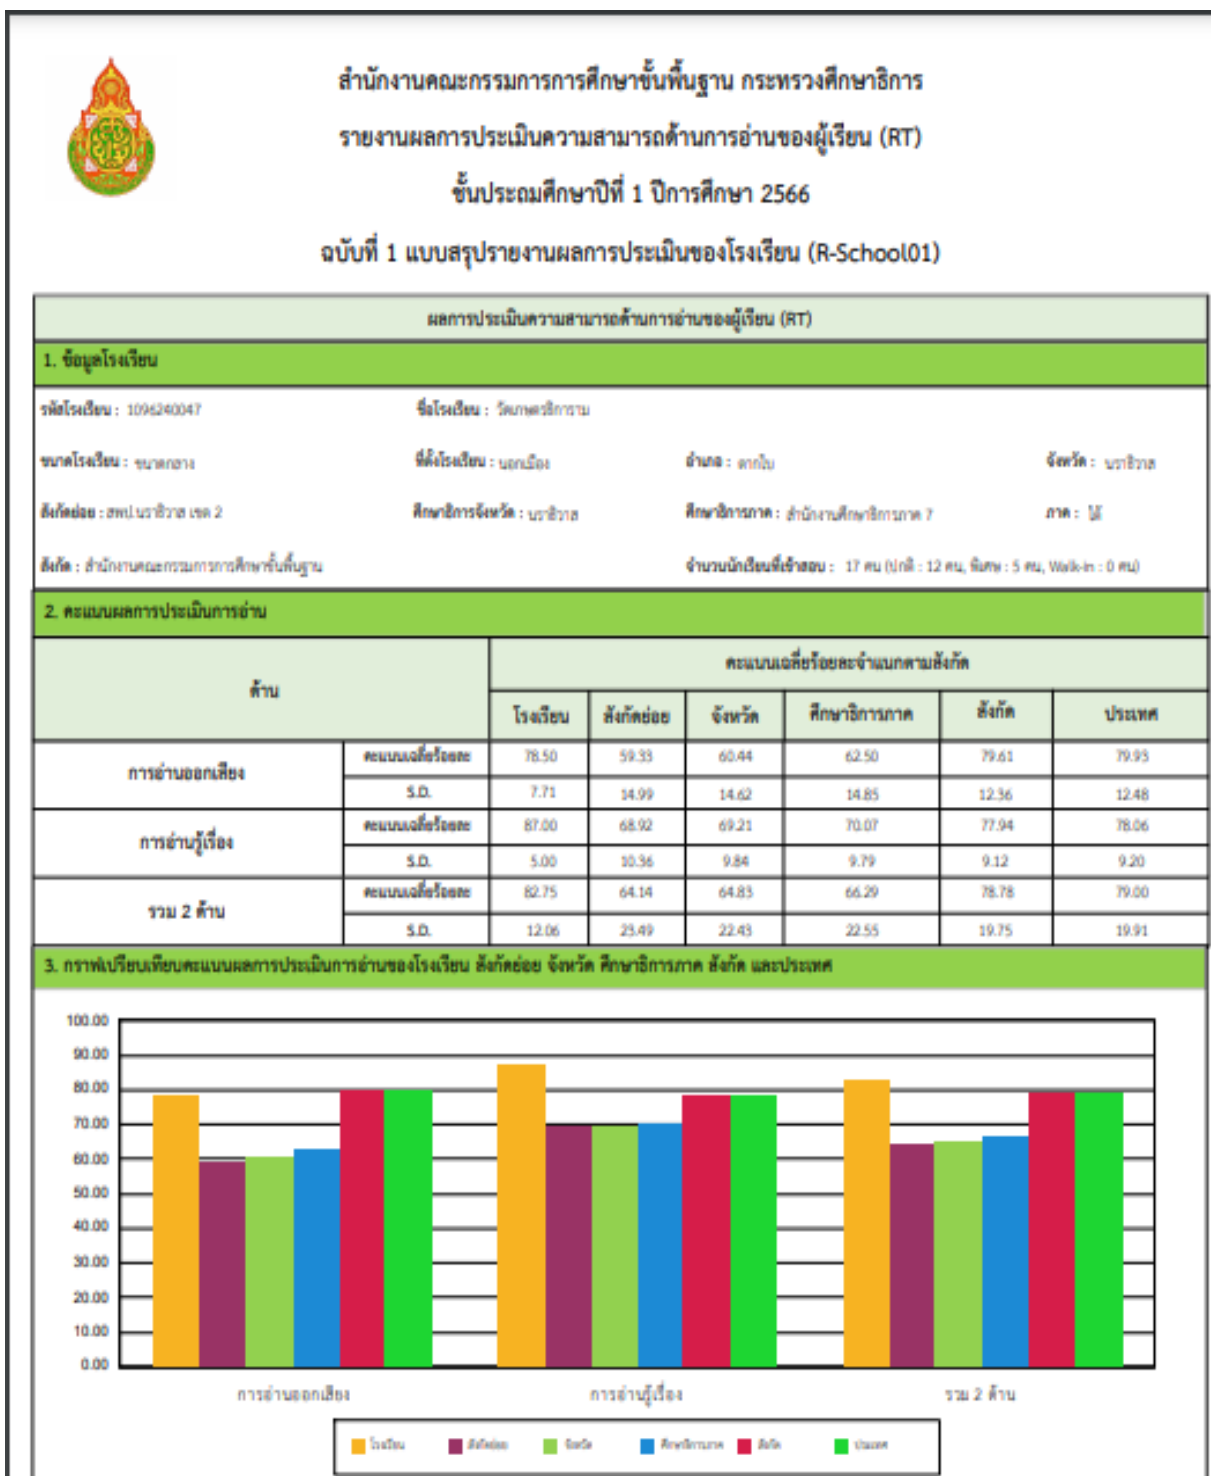 สำนักงานคณะกรรมการการศึกษาขั้นพื้นฐาน กระทรวงศึกษาธิการ
รายงานผลการประเมินความสามารถด้านการอ่านของผู้เรียน (RT)
ชั้นประถมศึกษาปีที่ 1 ปีการศึกษา 2566
ฉบับที่ 1 แบบสรุปรายงานผลการประเมินของโรงเรียน (R-School01)
ผลการประเมินความสามารถด้านการอ่านของผู้เรียน (RT)
1. ข้อมูลโรงเรียน
รหัสโรงเรียน : 1096240047 ชื่อโรงเรียน : วัดเกษตรธิการาม
ขนาดโรงเรียน : ขนาดกลาง ที่ตั้งโรงเรียน : นอกเมือง อำเภอ : ตากใบ จังหวัด : นราธิวาส
สังกัดย่อย : สพป.นราธิวาส เขต 2 ศึกษาธิการจังหวัด : นราธิวาส ศึกษาธิการภาค : สำนักงานศึกษาธิการภาค 7 ภาค : ใต้
สังกัด : สำนักงานคณะกรรมการการศึกษาขั้นพื้นฐาน จำนวนนักเรียนที่เข้าสอบ : 17 คน (ปกติ : 12 คน, พิเศษ : 5 คน, Walk-in : 0 คน)
2. คะแนนผลการประเมินการอ่าน
ด้าน คะแนนเฉลี่ยร้อยละจำแนกตามสังกัด
โรงเรียน สังกัดย่อย จังหวัด ศึกษาธิการภาค สังกัด ประเทศ
การอ่านออกเสียง คะแนนเฉลี่ยร้อยละ 78.50 59.33 60.44 62.50 79.61 79.93
S.D. 7.71 14.99 14.62 14.85 12.36 12.48
การอ่านรู้เรื่อง คะแนนเฉลี่ยร้อยละ 87.00 68.92 69.21 70.07 77.94 78.06
S.D. 5.00 10.36 9.84 9.79 9.12 9.20
รวม 2 ด้าน คะแนนเฉลี่ยร้อยละ 82.75 64.14 64.83 66.29 78.78 79.00
S.D. 12.06 23.49 22.43 22.55 19.75 19.91
3. กราฟเปรียบเทียบคะแนนผลการประเมินการอ่านของโรงเรียน สังกัดย่อย จังหวัด ศึกษาธิการภาค สังกัด และประเทศ
100.00
90.00
80.00
70.00
60.00
50.00
40.00
30.00
20.00
10.00
0.00
การอ่านออกเสียง การอ่านรู้เรื่อง รวม 2 ด้าน
โรงเรียน สังกัดย่อย จังหวัด ศึกษาธิการภาค สังกัด ประเทศ